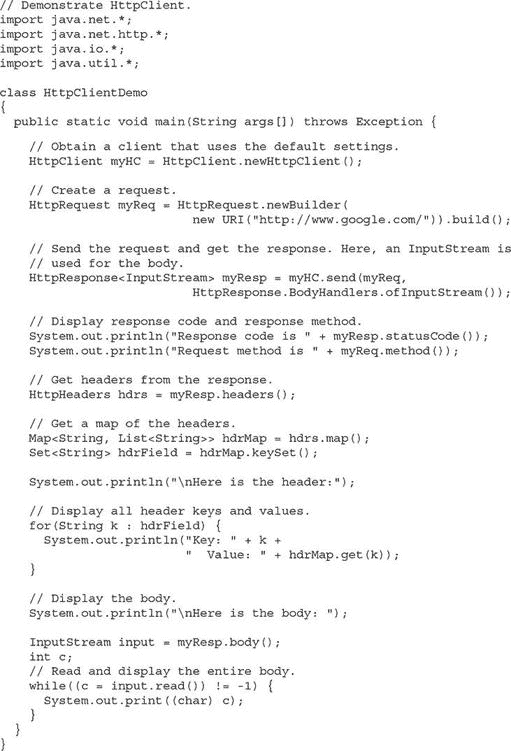 // Demonstrate HttpClient.
import java.net.*;
import java.net.http.*;
import java.io.*;
import java.util.*;

class HttpClientDemo
{
  public static void main(String args[]) throws Exception {

    // Obtain a client that uses the default settings.
    HttpClient myHC = HttpClient.newHttpClient();

    // Create a request.
    HttpRequest myReq = HttpRequest.newBuilder(
                          new URI("http://www.google.com/")).build();

    // Send the request and get the response. Here, an InputStream is
    // used for the body.
    HttpResponse<InputStream> myResp = myHC.send(myReq,
                          HttpResponse.BodyHandlers.ofInputStream());

    // Display response code and response method.
    System.out.println("Response code is " + myResp.statusCode());
    System.out.println("Request method is " + myReq.method());

    // Get headers from the response.
    HttpHeaders hdrs = myResp.headers();

    // Get a map of the headers.
    Map<String, List<String>> hdrMap = hdrs.map();
    Set<String> hdrField = hdrMap.keySet();

    System.out.println("\nHere is the header:");

    // Display all header keys and values.
    for(String k : hdrField) {
      System.out.println("Key: " + k +
                         "  Value: " + hdrMap.get(k));
    }

    // Display the body.
    System.out.println("\nHere is the body: ");

    InputStream input = myResp.body();
    int c;
    // Read and display the entire body.
    while((c = input.read()) != -1) {
      System.out.print((char) c);
    }
  }
}